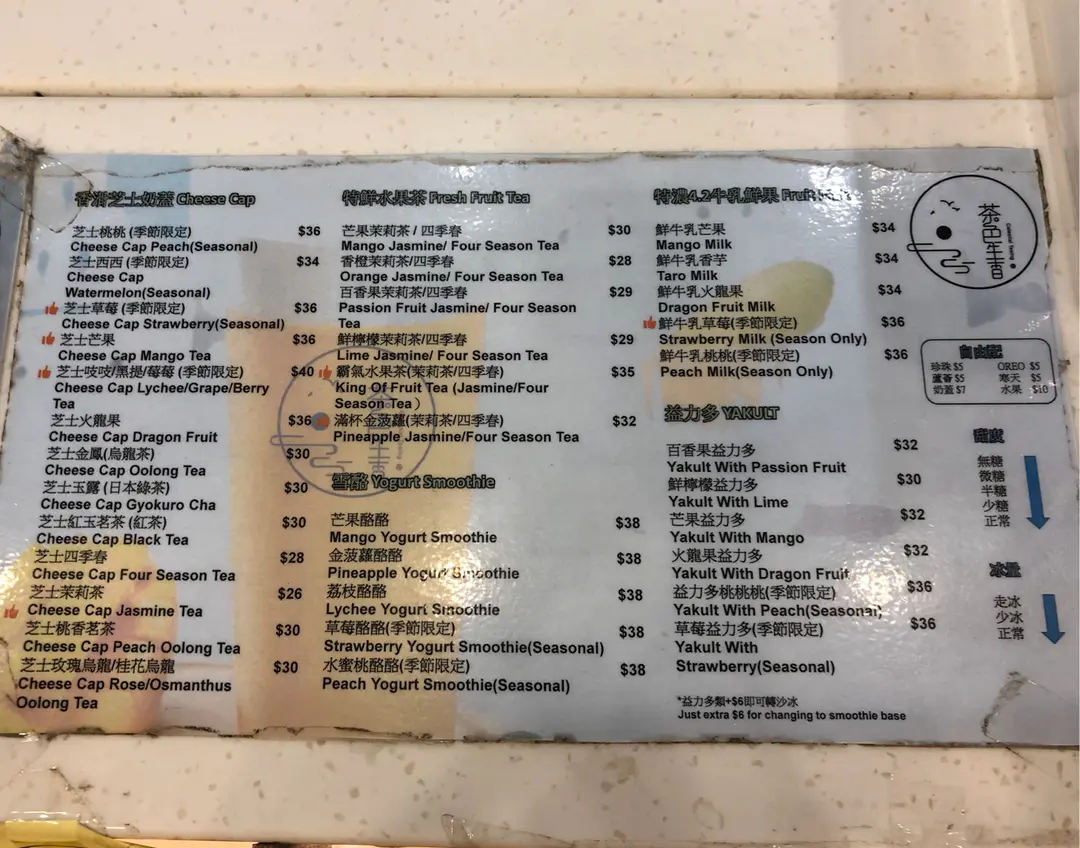 香滑芝士奶蓋 Cheese Cap
芝士桃桃 (季節限定) $36
Cheese Cap Peach(Seasonal)
芝士西西 (季節限定) $34
Cheese Cap
Watermelon(Seasonal)
芝士草莓 (季節限定) $36
Cheese Cap Strawberry(Seasonal)
芝士芒果 $36
Cheese Cap Mango Tea
芝士吱吱/黑提/莓莓 (季節限定) $40
Cheese Cap Lychee/Grape/Berry
Tea
芝士火龍果 $36
Cheese Cap Dragon Fruit
芝士金鳳(烏龍茶) $30
Cheese Cap Oolong Tea
芝士玉露 (日本綠茶) $30
Cheese Cap Gyokuro Cha
芝士紅玉茗茶 (紅茶) $30
Cheese Cap Black Tea
芝士四季春 $28
Cheese Cap Four Season Tea
芝士茉莉茶 $26
Cheese Cap Jasmine Tea
芝士桃香茗茶 $30
Cheese Cap Peach Oolong Tea
芝士玫瑰烏龍/桂花烏龍 $30
Cheese Cap Rose/Osmanthus
Oolong Tea
特鮮水果茶 Fresh Fruit Tea
芒果茉莉茶 / 四季春 $30
Mango Jasmine/ Four Season Tea
香橙茉莉茶/四季春 $28
Orange Jasmine/ Four Season Tea
百香果茉莉茶/四季春 $29
Passion Fruit Jasmine/ Four Season
Tea
鮮檸檬茉莉茶/四季春 $29
Lime Jasmine/ Four Season Tea
霸氣水果茶(茉莉茶/四季春) $35
King Of Fruit Tea (Jasmine/Four
Season Tea）
滿杯金菠蘿(茉莉茶/四季春) $32
Pineapple Jasmine/Four Season Tea
雪酪 Yogurt Smoothie
芒果酪酪 $38
Mango Yogurt Smoothie
金菠蘿酪酪 $38
Pineapple Yogurt Smoothie
荔枝酪酪 $38
Lychee Yogurt Smoothie
草莓酪酪(季節限定) $38
Strawberry Yogurt Smoothie(Seasonal)
水蜜桃酪酪(季節限定) $38
Peach Yogurt Smoothie(Seasonal)
特濃4.2牛乳鮮果 Fruit
鮮牛乳芒果 $34
Mango Milk
鮮牛乳香芋 $34
Taro Milk
鮮牛乳火龍果 $34
Dragon Fruit Milk
鮮牛乳草莓(季節限定) $36
Strawberry Milk (Season Only)
鮮牛乳桃桃(季節限定) $36
Peach Milk(Season Only)
益力多 YAKULT
百香果益力多 $32
Yakult With Passion Fruit
鮮檸檬益力多 $30
Yakult With Lime
芒果益力多 $32
Yakult With Mango
火龍果益力多 $32
Yakult With Dragon Fruit
益力多桃桃桃(季節限定) $36
Yakult With Peach(Seasonal)
草莓益力多(季節限定) $36
Yakult With
Strawberry(Seasonal)
*益力多類+$6即可轉沙冰
Just extra $6 for changing to smoothie base
茶色生香
自由配
珍珠 $5 OREO $5
蘆薈 $5 寒天 $5
奶蓋 $7 水果 $10
無糖
微糖
半糖
少糖
正常
冰量
走冰
少冰
正常